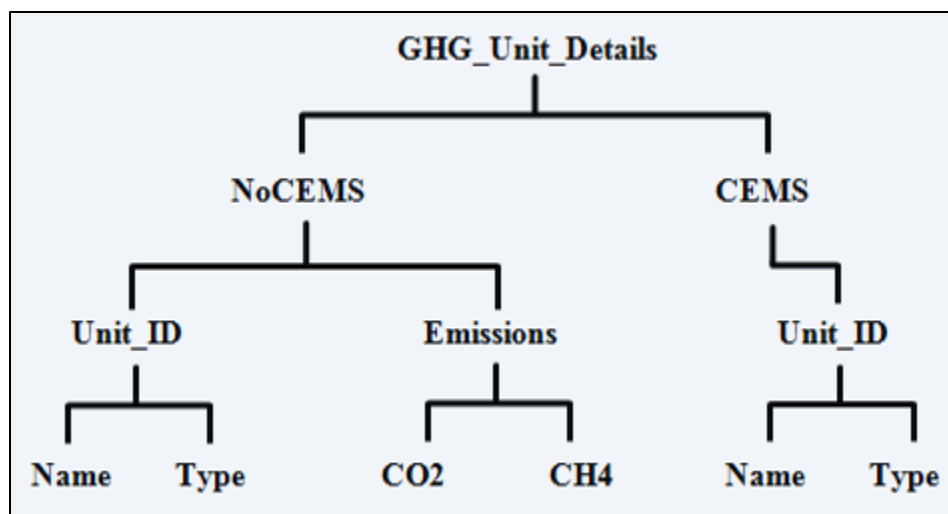 GHG_Unit_Details
NoCEMS CEMS
Unit_ID Emissions Unit_ID
Name Type CO2 CH4 Name Type